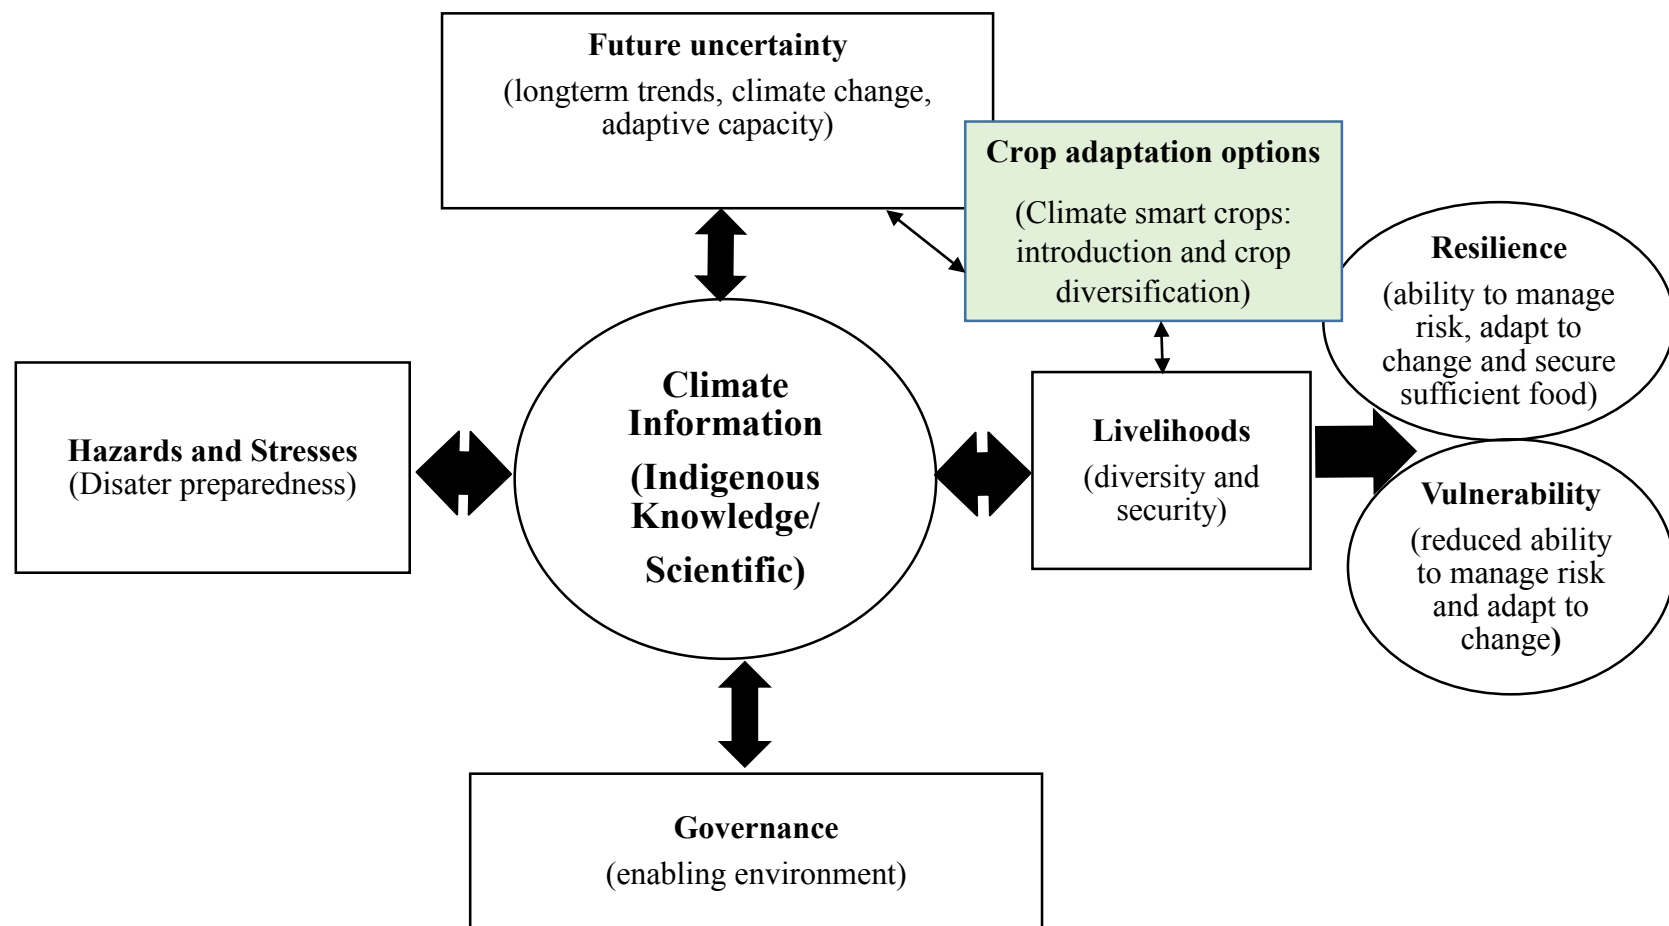 Future uncertainty
(longterm trends, climate change,
adaptive capacity)
Crop adaptation options
(Climate smart crops:
introduction and crop
diversification)
Resilience
(ability to manage
risk, adapt to
change and secure
sufficient food)
Climate
Information
(Indigenous
Knowledge/
Scientific)
Hazards and Stresses
(Disater preparedness)
Livelihoods
(diversity and
security)
Vulnerability
(reduced ability
to manage risk
and adapt to
change)
Governance
(enabling environment)